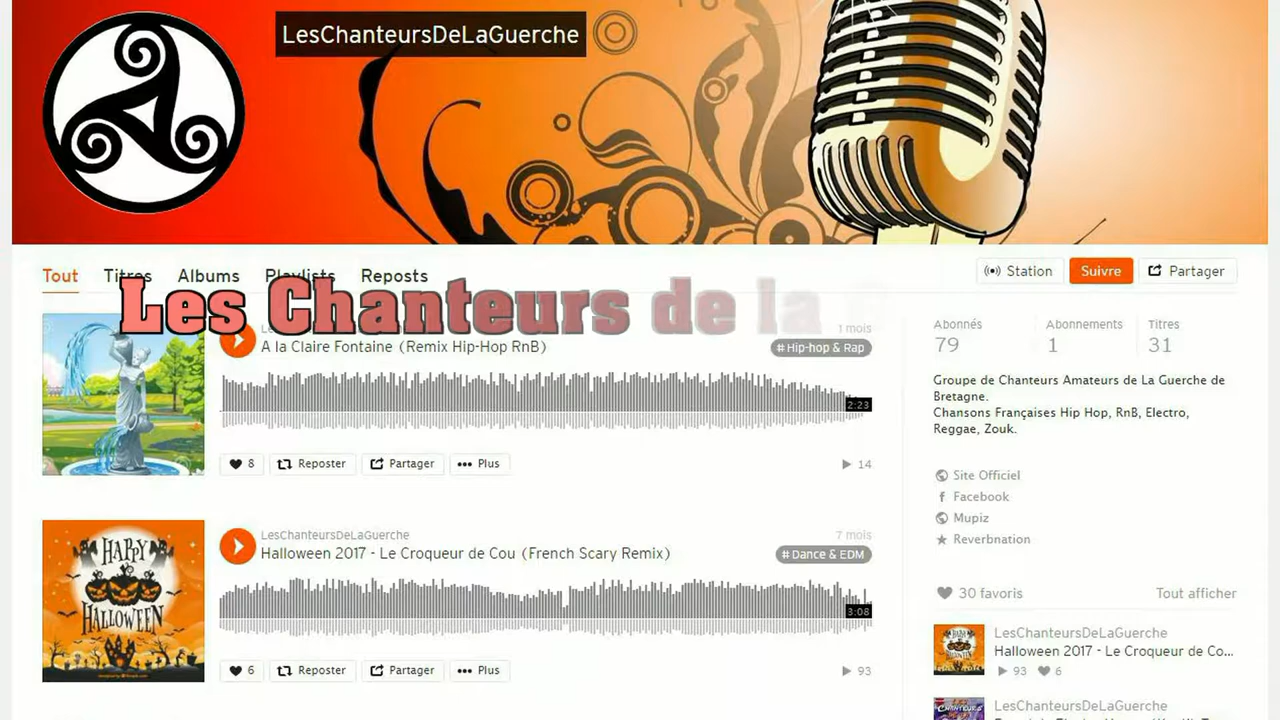 LesChanteursDeLaGuerche
Tout Titres Albums Playlists Reposts
Station Suivre Partager
Les Chanteurs de la
1 mois
A la Claire Fontaine (Remix Hip-Hop RnB)
# Hip-hop & Rap
2:23
8 Reposter Partager Plus
14
HAPPY
HALLOWEEN
LesChanteursDeLaGuerche
7 mois
Halloween 2017 - Le Croqueur de Cou (French Scary Remix)
# Dance & EDM
3:08
6 Reposter Partager Plus
93
Abonnés Abonnements Titres
79 1 31
Groupe de Chanteurs Amateurs de La Guerche de
Bretagne.
Chansons Françaises Hip Hop, RnB, Electro,
Reggae, Zouk.
Site Officiel
Facebook
Mupiz
Reverbnation
30 favoris Tout afficher
HAPPY
HALLOWEEN
LesChanteursDeLaGuerche
Halloween 2017 - Le Croqueur de Co...
93 6
LesChanteursDeLaGuerche